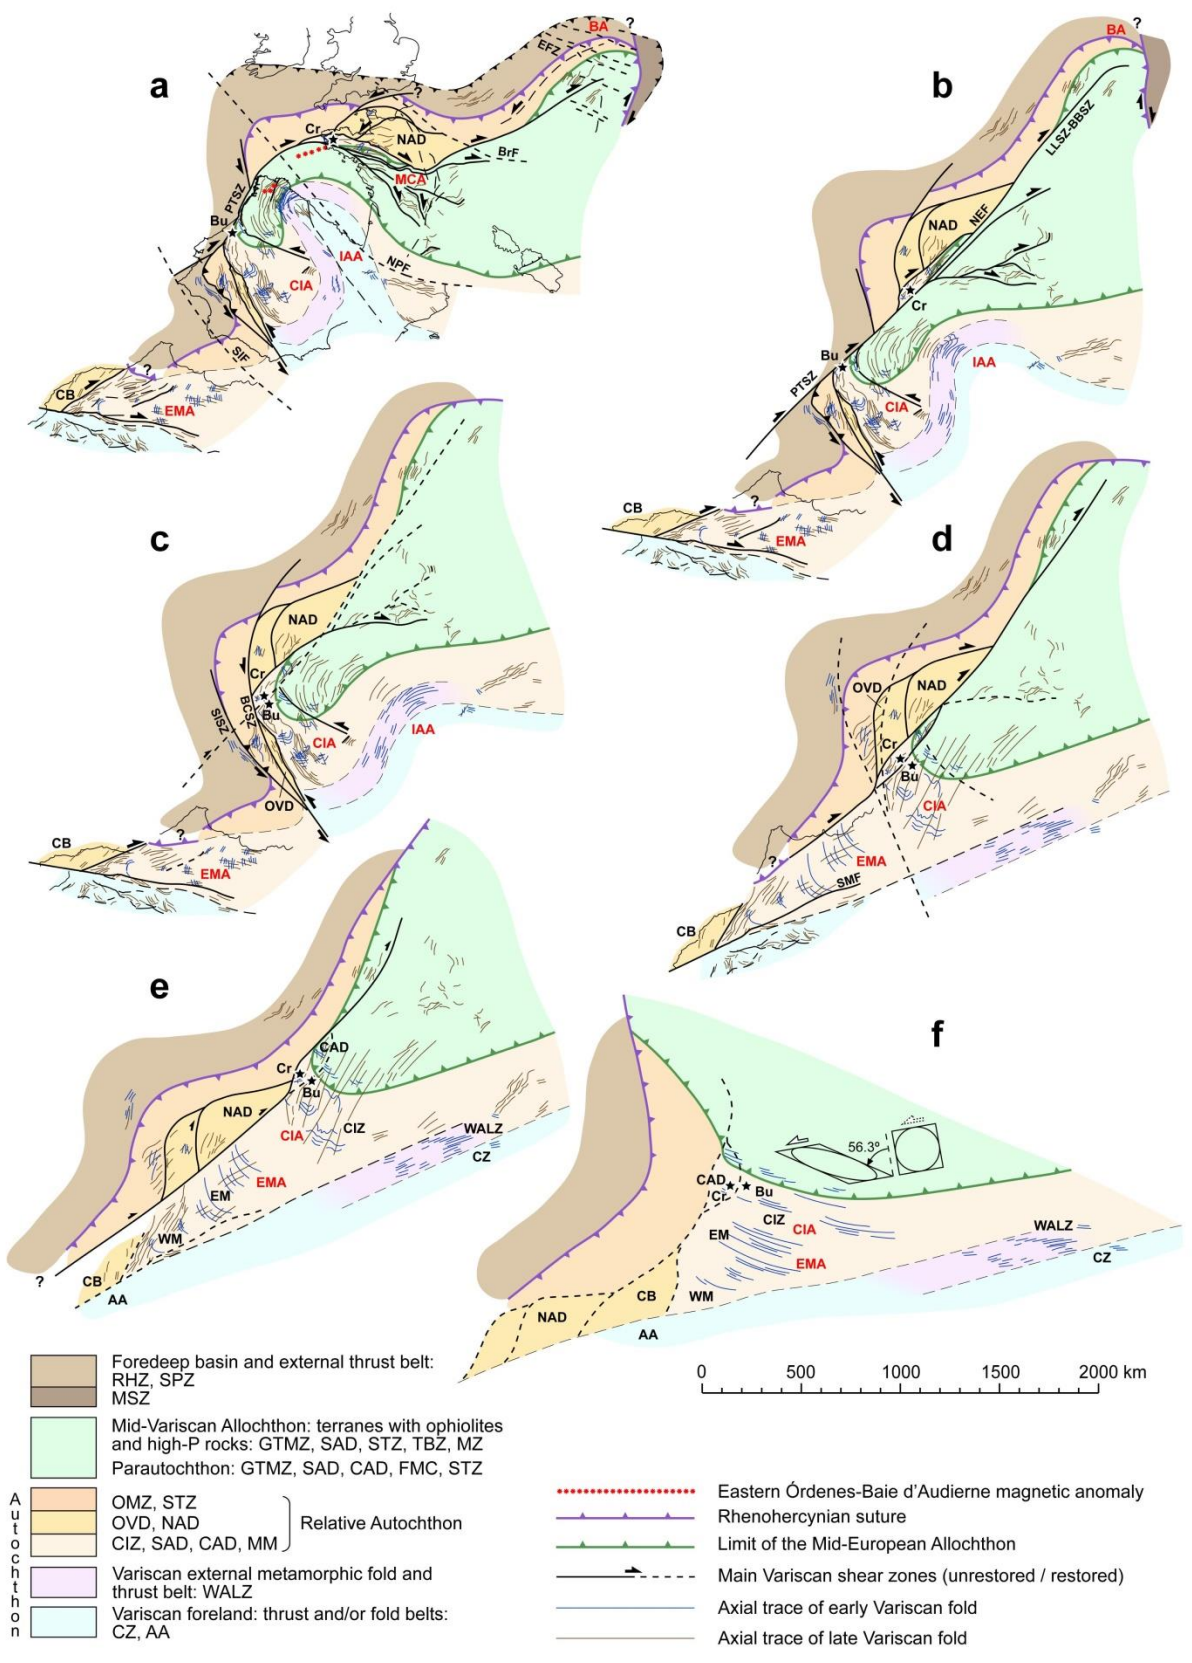 a
BA
?
EFZ
?
Cr
NAD
BrF
MCA
PTSZ
Bu
IAA
NPF
CIA
SIF
?
CB
EMA
b
BA
?
LLSZ-BBSZ
NAD
NEF
Cr
Bu
IAA
PTSZ
CIA
?
CB
EMA
c
NAD
Cr
SISZ
BCSZ
Bu
IAA
CIA
OVD
?
CB
EMA
d
OVD
NAD
Cr
Bu
CIA
EMA
?
SMF
CB
e
CAD
Cr
Bu
NAD
CIA
CIZ
WALZ
CZ
EMA
EM
WM
?
CB
AA
f
56.3º
CAD
Cr
Bu
CIZ
CIA
EM
WALZ
EMA
CZ
CB
WM
NAD
AA
0 500 1000 1500 2000 km
Foredeep basin and external thrust belt:
RHZ, SPZ
MSZ
Mid-Variscan Allochthon: terranes with ophiolites
and high-P rocks: GTMZ, SAD, STZ, TBZ, MZ
Parautochthon: GTMZ, SAD, CAD, FMC, STZ
Autochthon
OMZ, STZ
OVD, NAD
Relative Autochthon
CIZ, SAD, CAD, MM
Variscan external metamorphic fold and
thrust belt: WALZ
Variscan foreland: thrust and/or fold belts:
CZ, AA
Eastern Órdenes-Baie d'Audierne magnetic anomaly
Rhenohercynian suture
Limit of the Mid-European Allochthon
Main Variscan shear zones (unrestored / restored)
Axial trace of early Variscan fold
Axial trace of late Variscan fold